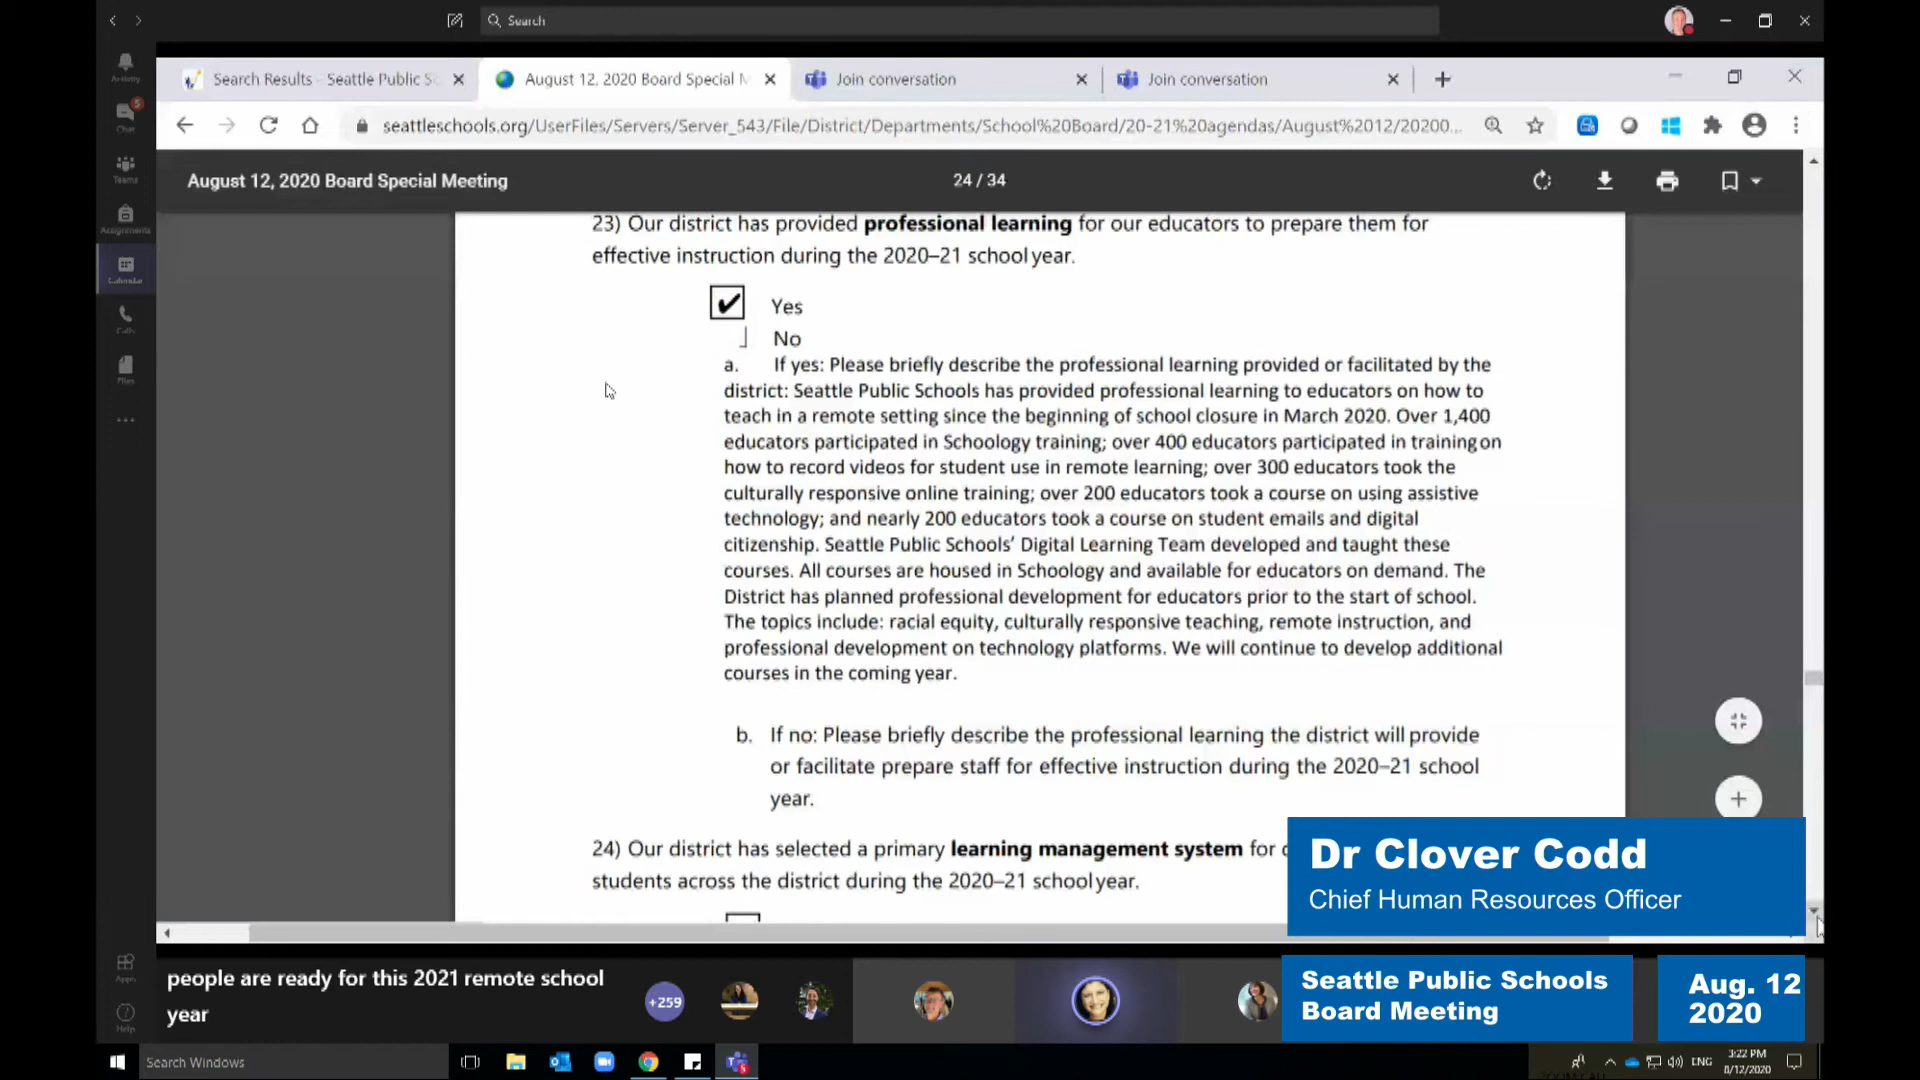 Search
Search Results - Seattle Public Sc
August 12, 2020 Board Special M
Join conversation
Join conversation
seattleschools.org/UserFiles/Servers/Server_543/File/District/Departments/School%20Board/20-21%20agendas/August%2012/20200...
August 12, 2020 Board Special Meeting
24 / 34
Activity
5
Chat
Teams
Assignments
Calendar
Calls
Files
23) Our district has provided professional learning for our educators to prepare them for
effective instruction during the 2020–21 school year.
Yes
No
a. If yes: Please briefly describe the professional learning provided or facilitated by the
district: Seattle Public Schools has provided professional learning to educators on how to
teach in a remote setting since the beginning of school closure in March 2020. Over 1,400
educators participated in Schoology training; over 400 educators participated in training on
how to record videos for student use in remote learning; over 300 educators took the
culturally responsive online training; over 200 educators took a course on using assistive
technology; and nearly 200 educators took a course on student emails and digital
citizenship. Seattle Public Schools’ Digital Learning Team developed and taught these
courses. All courses are housed in Schoology and available for educators on demand. The
District has planned professional development for educators prior to the start of school.
The topics include: racial equity, culturally responsive teaching, remote instruction, and
professional development on technology platforms. We will continue to develop additional
courses in the coming year.
b. If no: Please briefly describe the professional learning the district will provide
or facilitate prepare staff for effective instruction during the 2020–21 school
year.
24) Our district has selected a primary learning management system for
students across the district during the 2020–21 school year.
Dr Clover Codd
Chief Human Resources Officer
Apps
Help
people are ready for this 2021 remote school
year
+259
Seattle Public Schools
Board Meeting
Aug. 12
2020
Search Windows
ENG
3:22 PM
8/12/2020